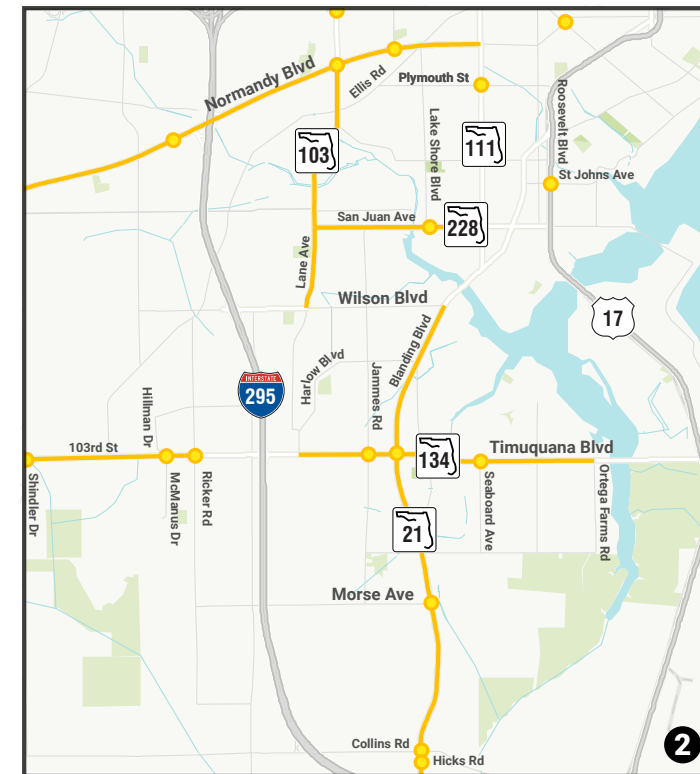 Normandy Blvd
Ellis Rd
Plymouth St
Roosevelt Blvd
Lake Shore Blvd
103
111
St Johns Ave
San Juan Ave
228
Lane Ave
Wilson Blvd
17
Blanding Blvd
Harlow Blvd
Jammes Rd
INTERSTATE
295
Hillman Dr
103rd St
134
Timuquana Blvd
Shindler Dr
McManus Dr
Ricker Rd
Seaboard Ave
Ortega Farms Rd
21
Morse Ave
Collins Rd
Hicks Rd
2